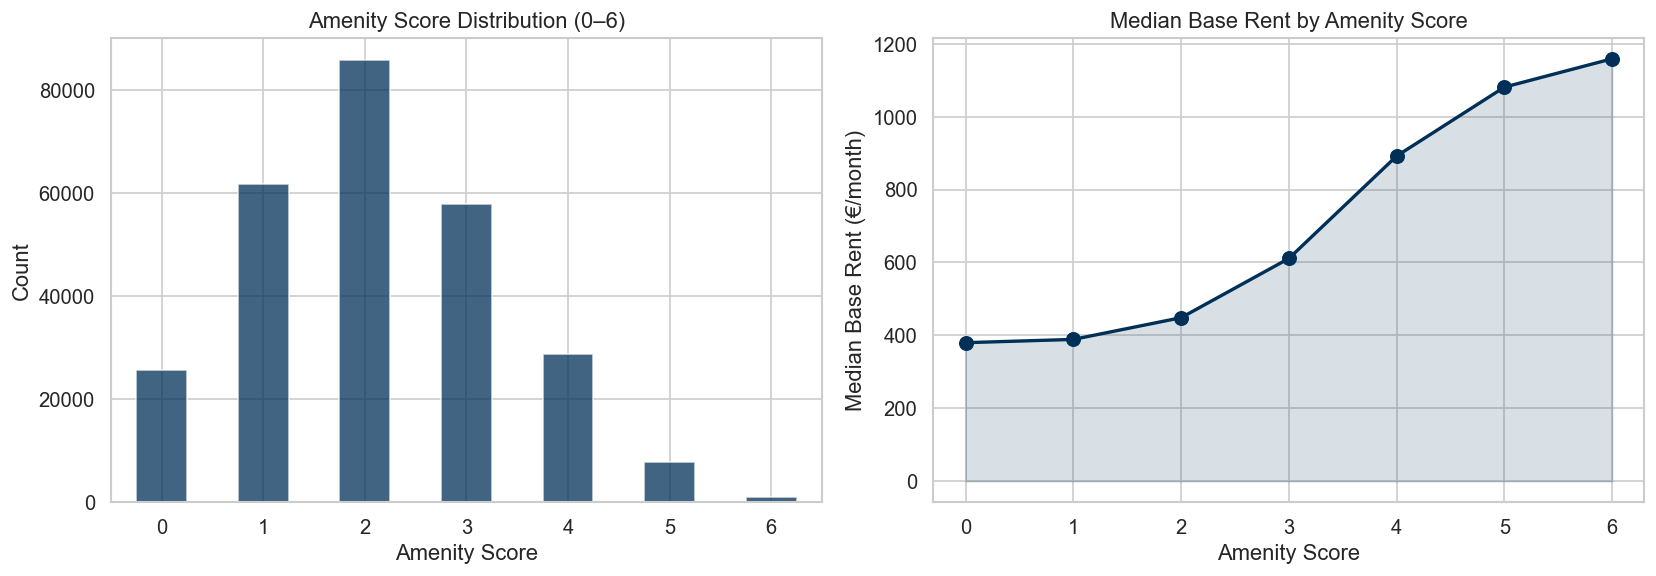 Amenity Score Distribution (0–6)
Count
80000
60000
40000
20000
0
0 1 2 3 4 5 6
Amenity Score
Median Base Rent by Amenity Score
Median Base Rent (€/month)
1200
1000
800
600
400
200
0
0 1 2 3 4 5 6
Amenity Score